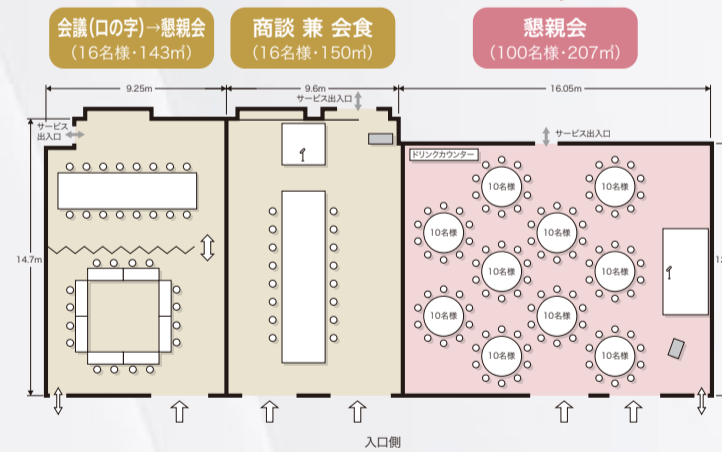 会議(口の字)→懇親会
(16名様・143㎡)
商談 兼 会食
(16名様・150㎡)
懇親会
(100名様・207㎡)
9.25m
9.6m
16.05m
サービス
出入口
サービス出入口
サービス出入口
ドリンクカウンター
10名様
10名様
10名様
10名様
10名様
10名様
10名様
10名様
10名様
10名様
14.7m
入口側